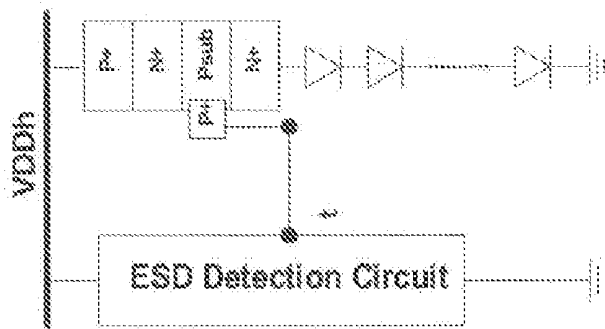 P+
N-
Psub
N+
P+
VDDh
ESD Detection Circuit